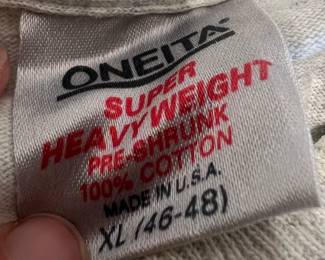 ONEITA
SUPER
HEAVYWEIGHT
PRE-SHRUNK
100% COTTON
MADE IN U.S.A.
XL (46-48)